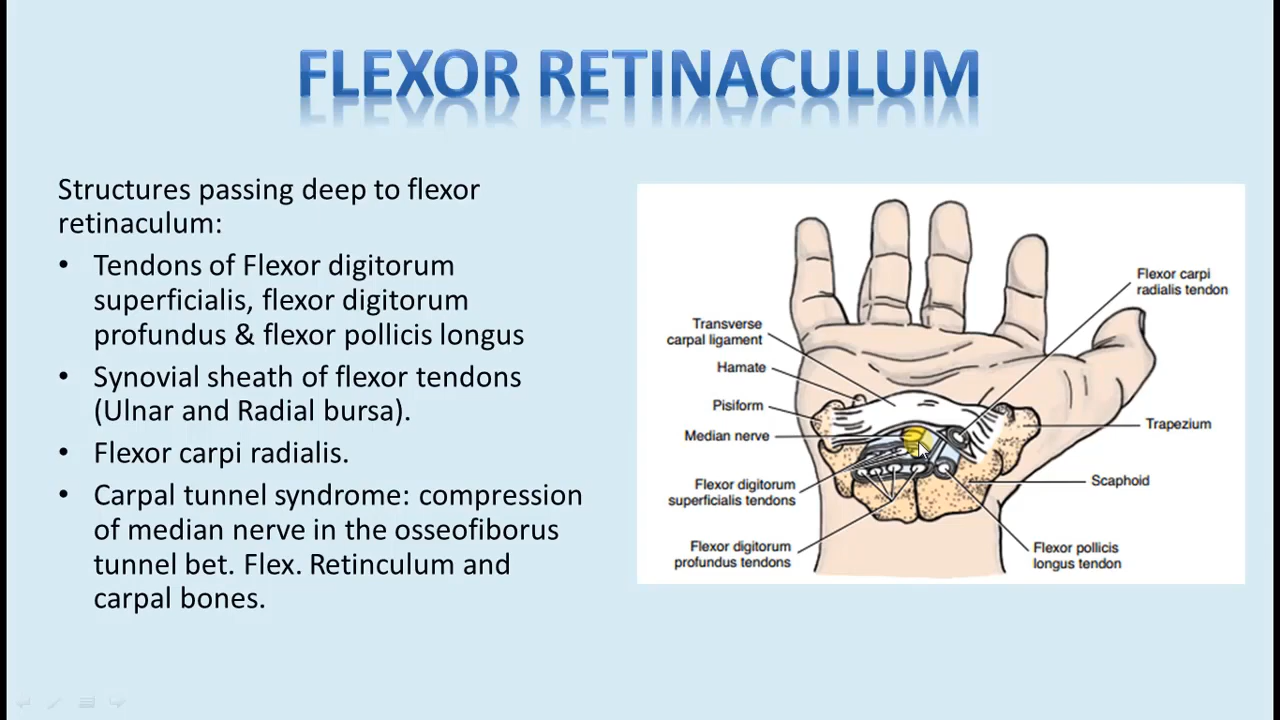 FLEXOR RETINACULUM
Structures passing deep to flexor
retinaculum:
• Tendons of Flexor digitorum
superficialis, flexor digitorum
profundus & flexor pollicis longus
• Synovial sheath of flexor tendons
(Ulnar and Radial bursa).
• Flexor carpi radialis.
• Carpal tunnel syndrome: compression
of median nerve in the osseofiborus
tunnel bet. Flex. Retinculum and
carpal bones.
Transverse
carpal ligament
Hamate
Pisiform
Median nerve
Flexor digitorum
superficialis tendons
Flexor digitorum
profundus tendons
Flexor carpi
radialis tendon
Trapezium
Scaphoid
Flexor pollicis
longus tendon